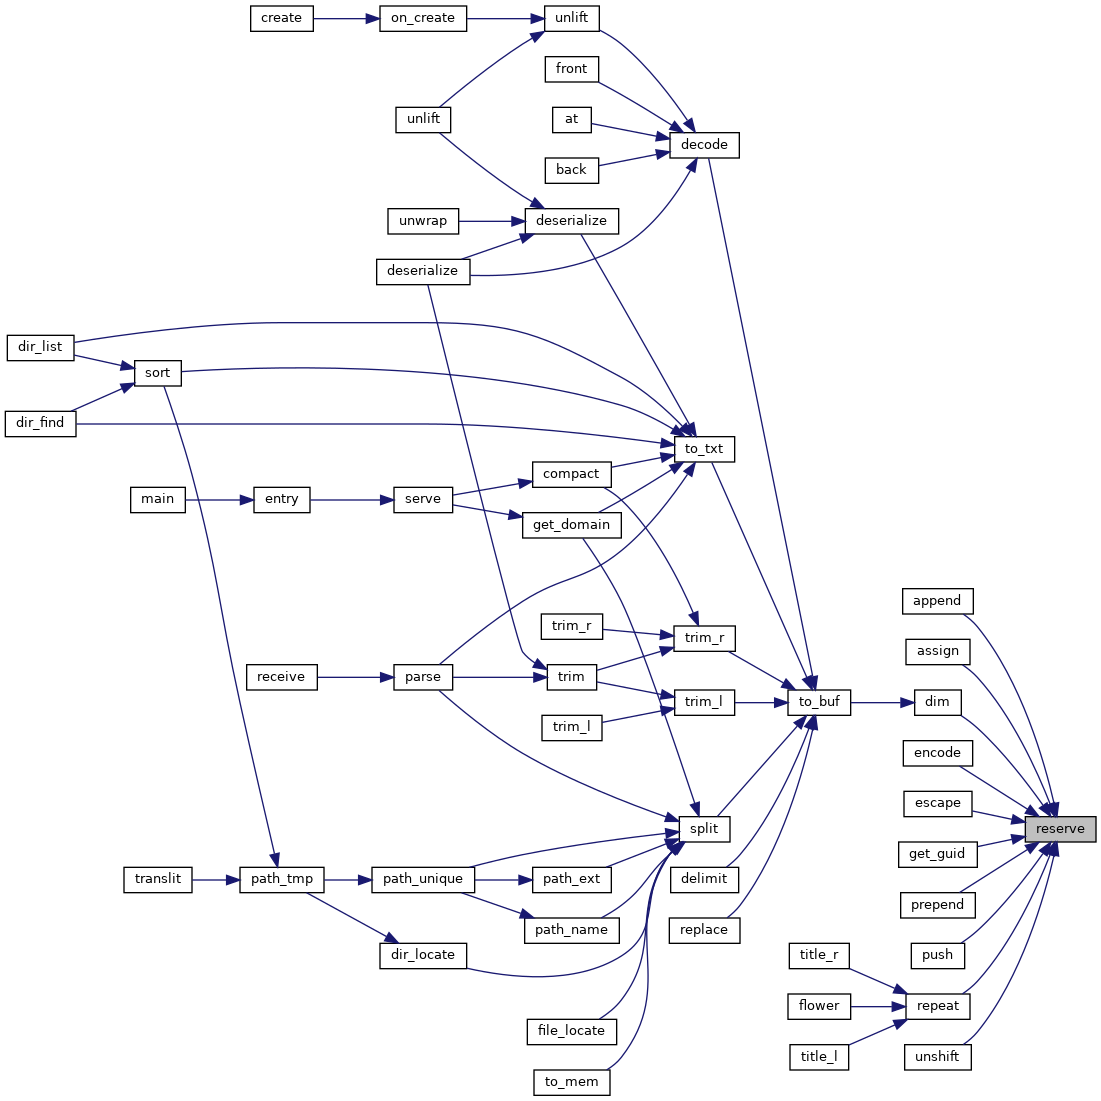 create
on_create
unlift
front
unlift
at
decode
back
unwrap
deserialize
deserialize
dir_list
sort
dir_find
to_txt
compact
main
entry
serve
get_domain
append
trim_r
trim_r
assign
receive
parse
trim
trim_l
to_buf
dim
trim_l
encode
escape
split
reserve
get_guid
translit
path_tmp
path_unique
path_ext
delimit
prepend
path_name
replace
dir_locate
title_r
push
flower
repeat
file_locate
title_l
unshift
to_mem